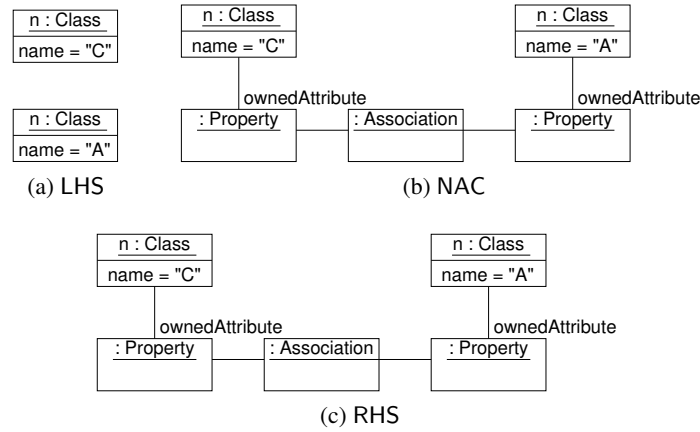 n : Class
name = "C"
n : Class
name = "A"
(a) LHS
n : Class
name = "C"
n : Class
name = "A"
ownedAttribute
ownedAttribute
: Property
: Association
: Property
(b) NAC
n : Class
name = "C"
n : Class
name = "A"
ownedAttribute
ownedAttribute
: Property
: Association
: Property
(c) RHS